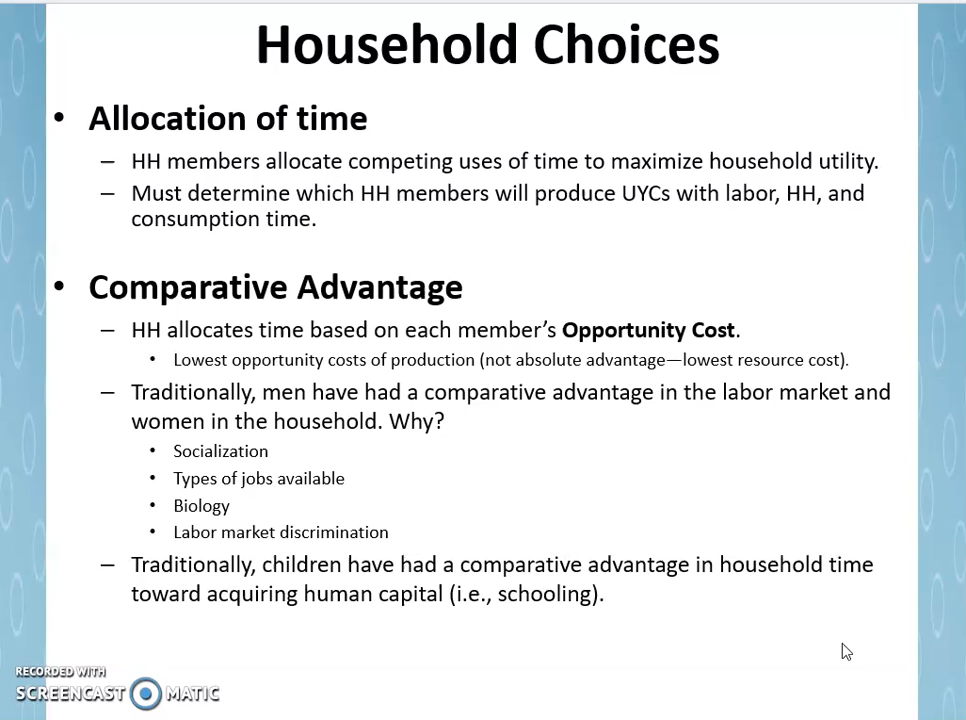 Household Choices
• Allocation of time
– HH members allocate competing uses of time to maximize household utility.
– Must determine which HH members will produce UYCs with labor, HH, and
consumption time.
• Comparative Advantage
– HH allocates time based on each member's Opportunity Cost.
• Lowest opportunity costs of production (not absolute advantage—lowest resource cost).
– Traditionally, men have had a comparative advantage in the labor market and
women in the household. Why?
• Socialization
• Types of jobs available
• Biology
• Labor market discrimination
– Traditionally, children have had a comparative advantage in household time
toward acquiring human capital (i.e., schooling).
RECORDED WITH
SCREENCAST MATIC